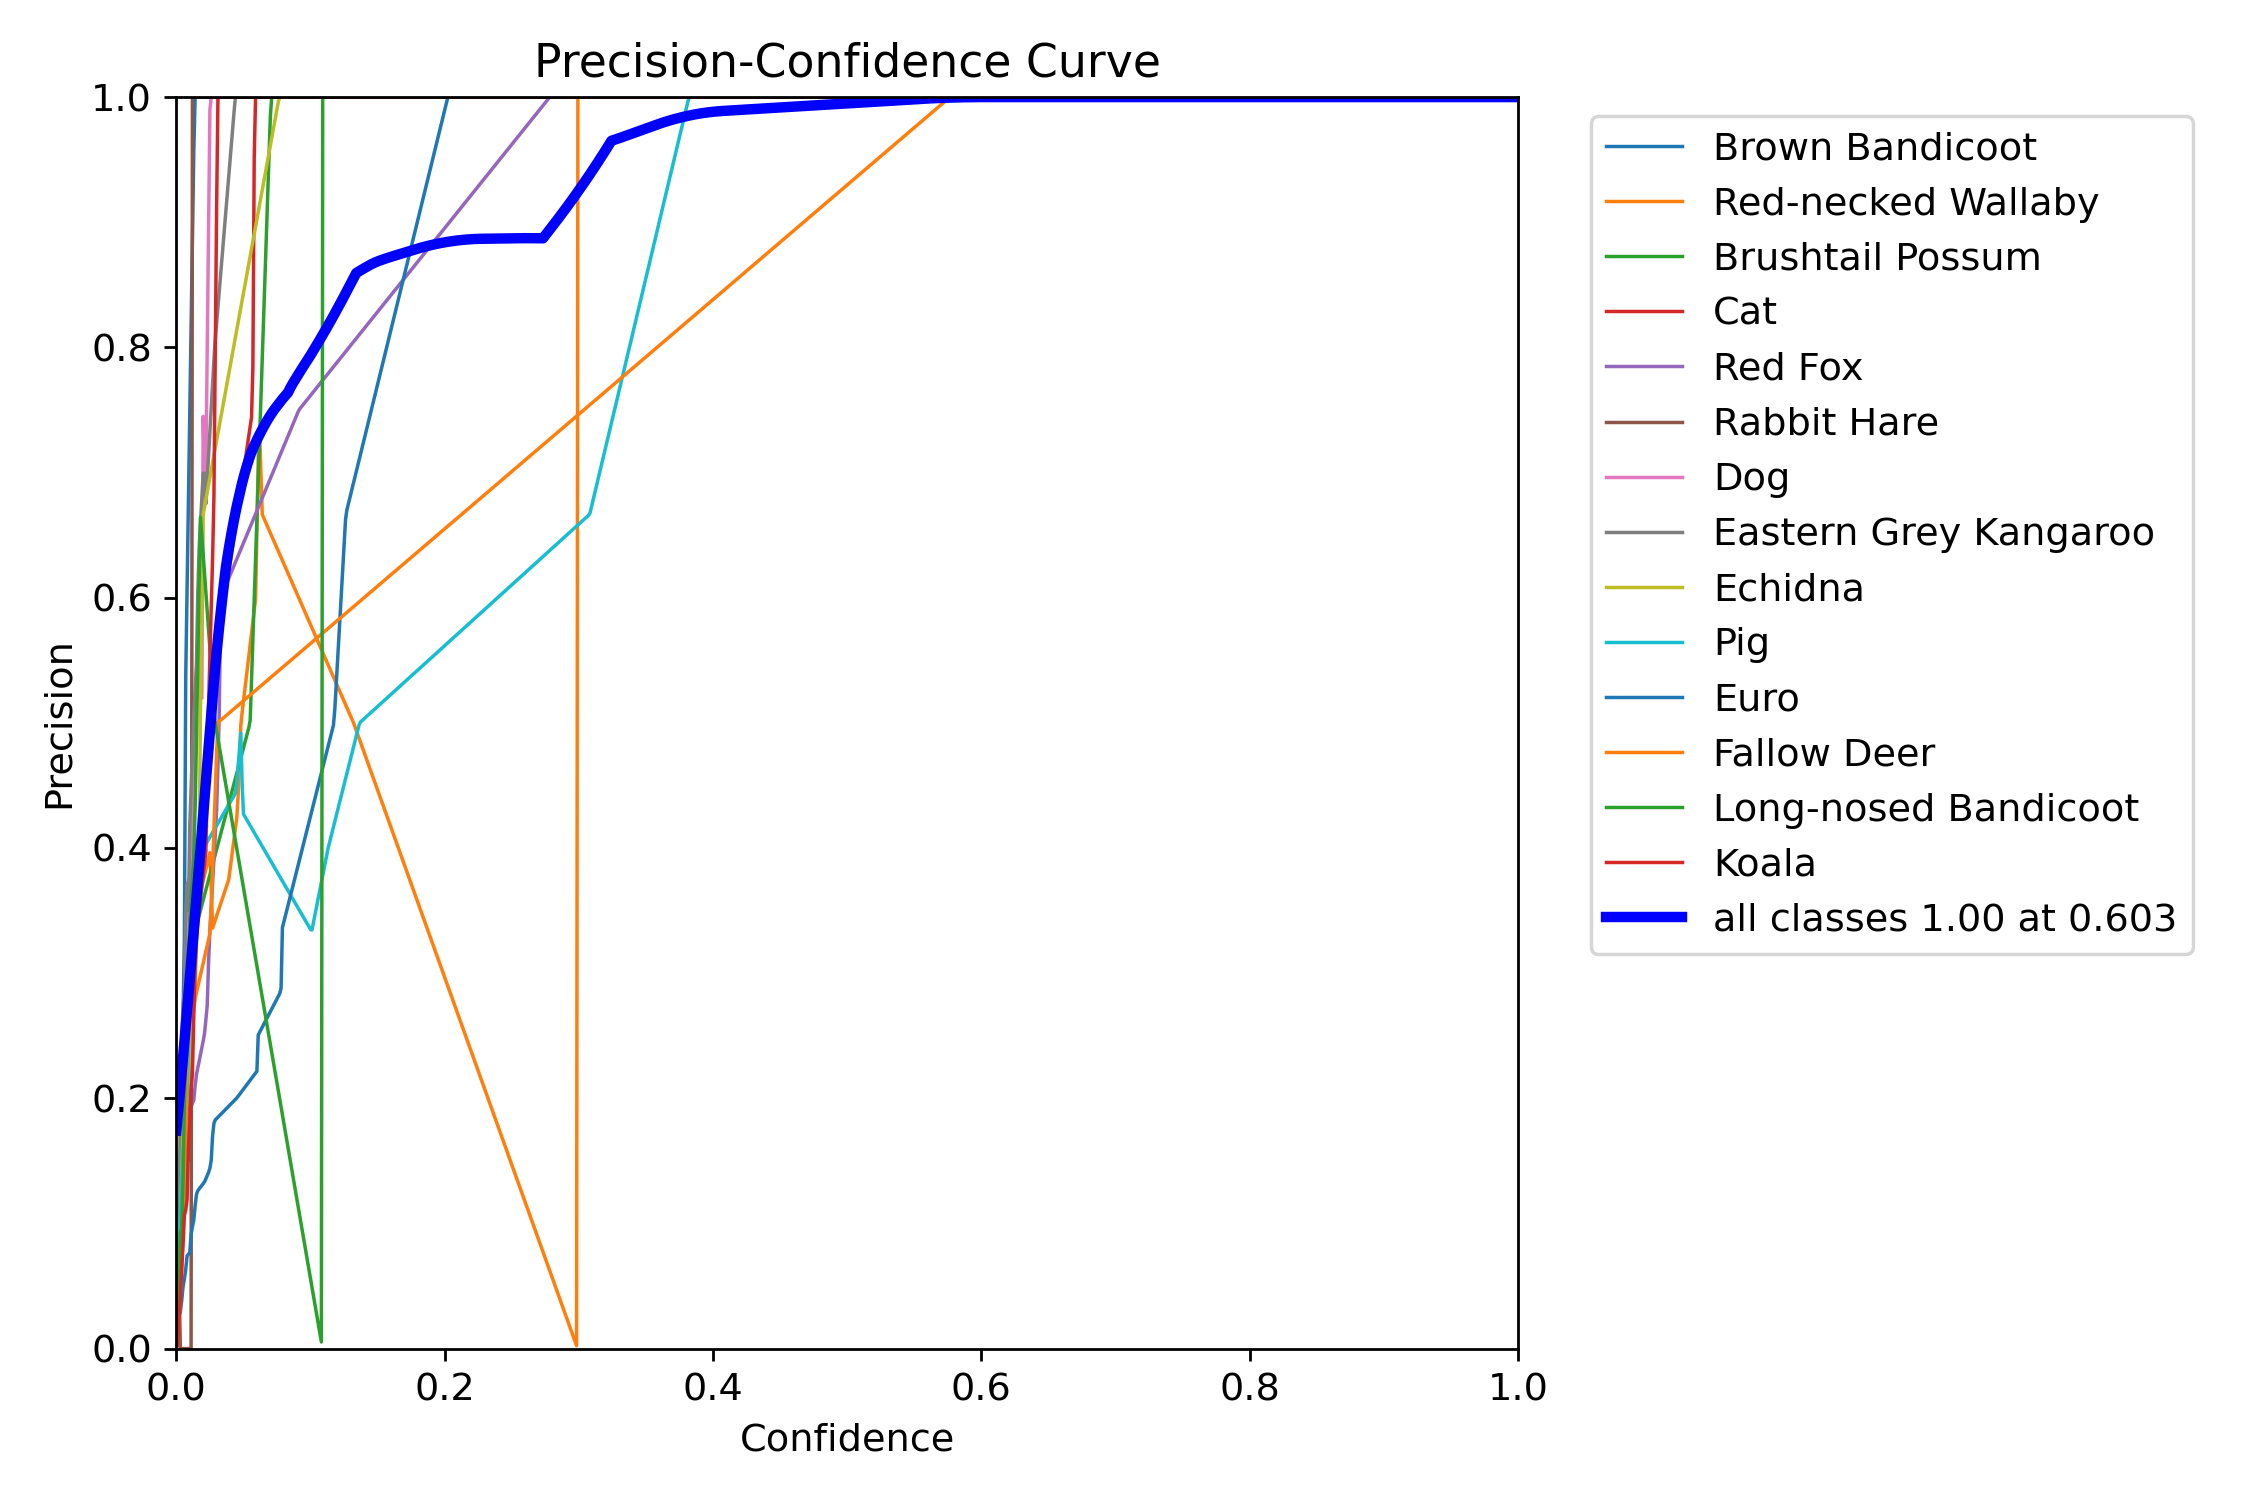 Precision-Confidence Curve
1.0
0.8
0.6
0.4
0.2
0.0
Precision
0.0 0.2 0.4 0.6 0.8 1.0
Confidence
Brown Bandicoot
Red-necked Wallaby
Brushtail Possum
Cat
Red Fox
Rabbit Hare
Dog
Eastern Grey Kangaroo
Echidna
Pig
Euro
Fallow Deer
Long-nosed Bandicoot
Koala
all classes 1.00 at 0.603